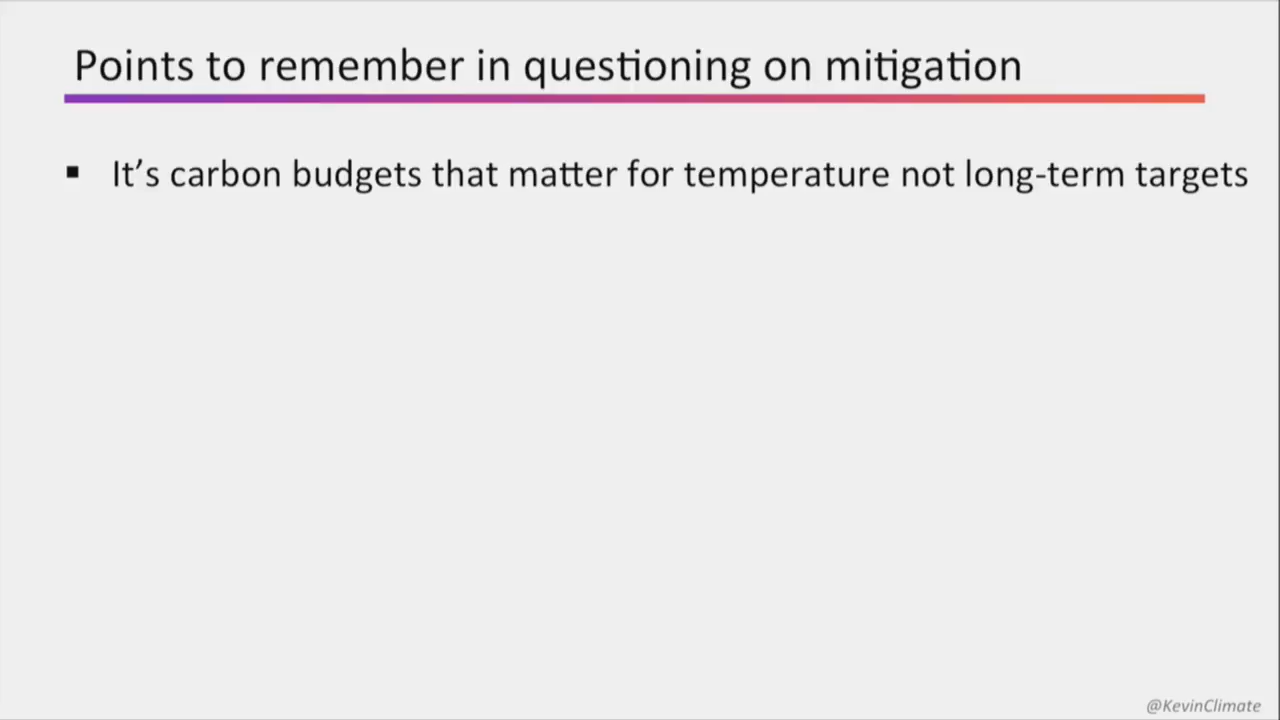 Points to remember in questioning on mitigation
▪ It’s carbon budgets that matter for temperature not long-term targets
@KevinClimate